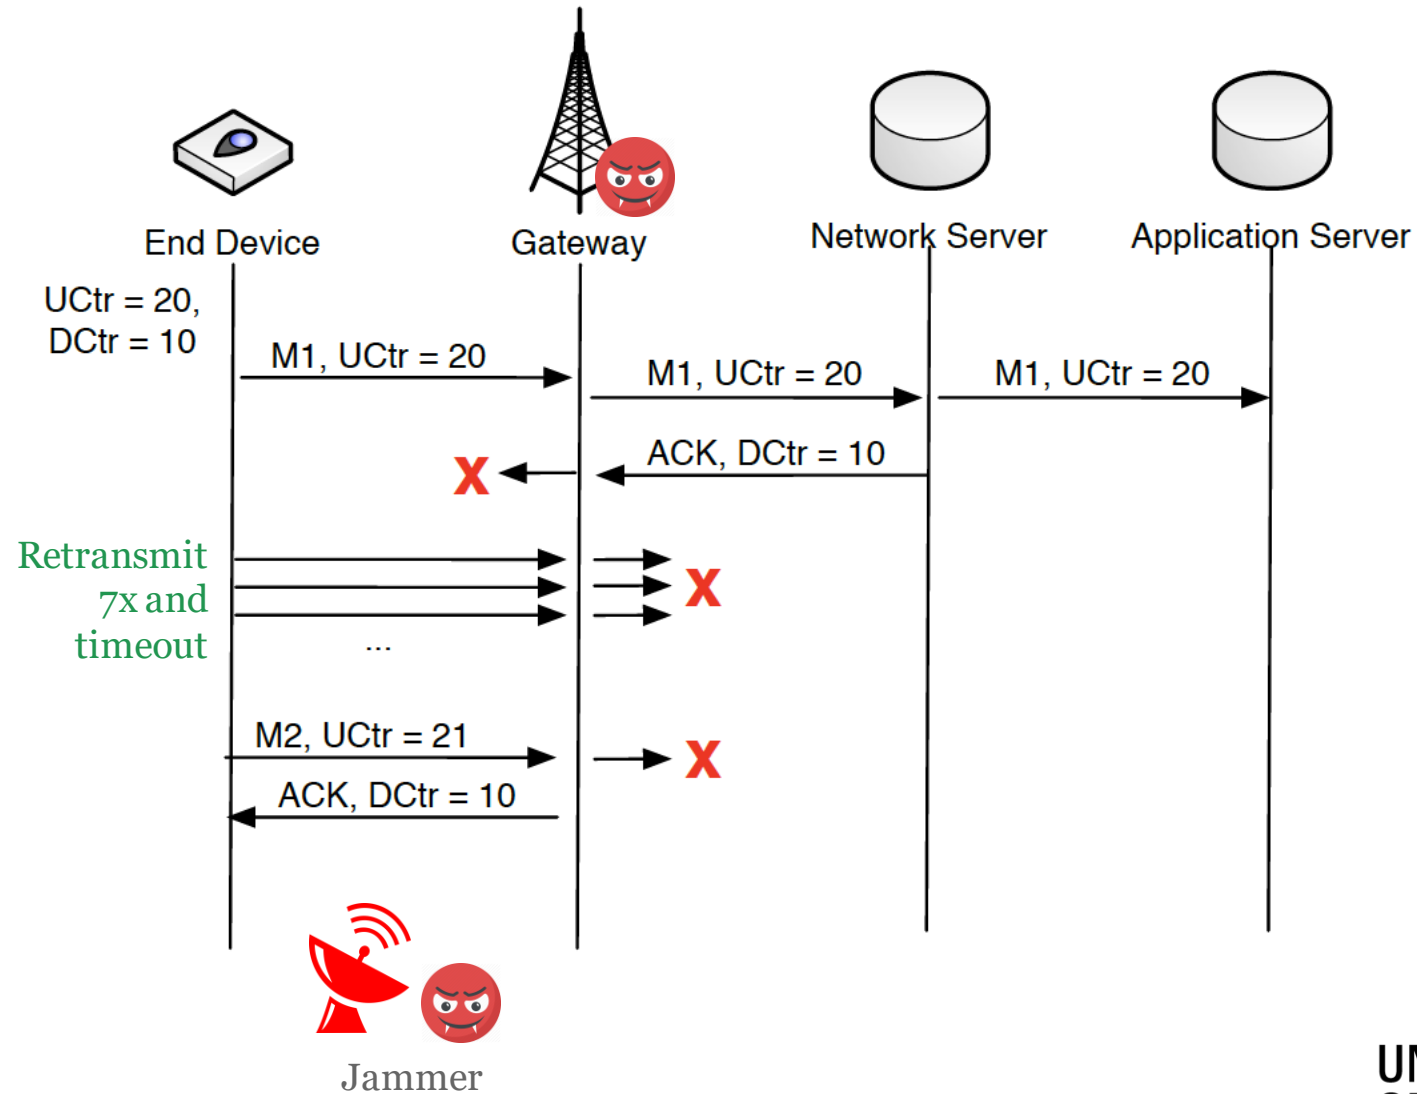 End Device
Gateway
Network Server
Application Server
UCtr = 20,
DCtr = 10
M1, UCtr = 20
M1, UCtr = 20
M1, UCtr = 20
ACK, DCtr = 10
X
Retransmit
7x and
timeout
X
...
M2, UCtr = 21
X
ACK, DCtr = 10
Jammer